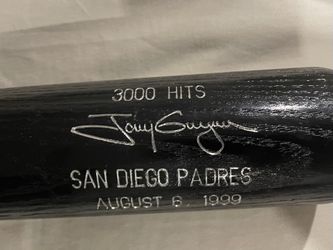 3000 HITS
Tony Gwynn
SAN DIEGO PADRES
AUGUST 6, 1999